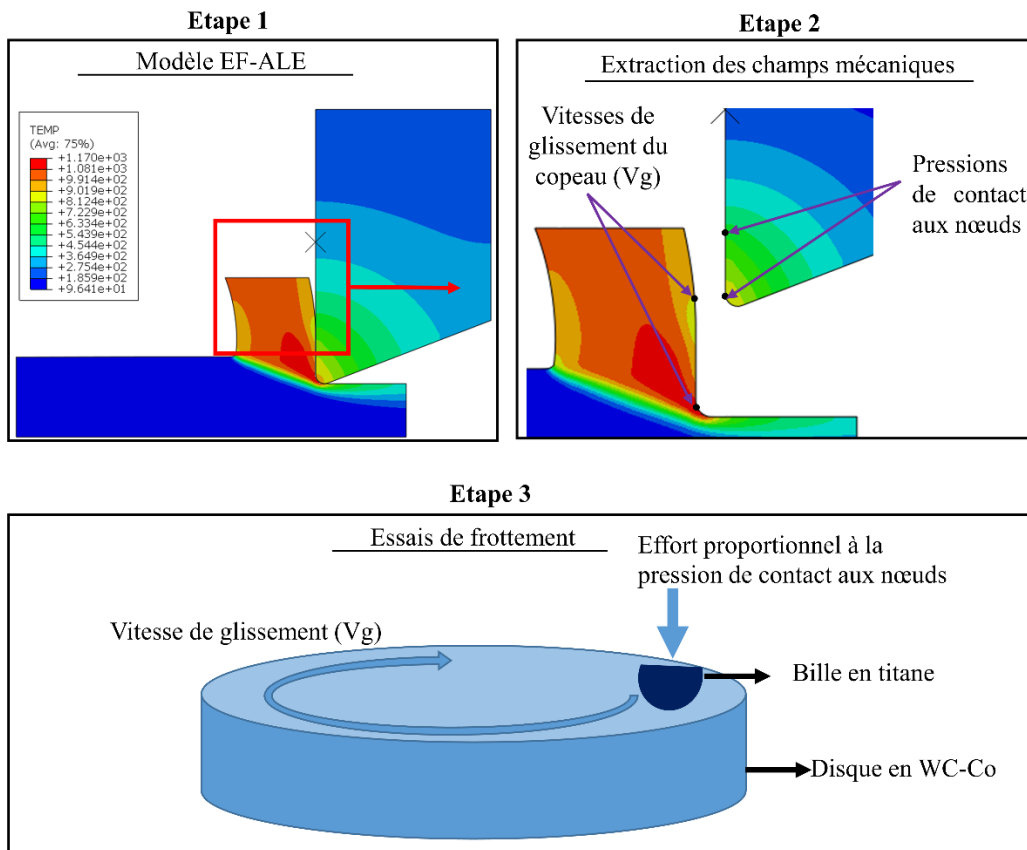 Etape 1
Modèle EF-ALE
TEMP
(Avg: 75%)
+1.170e+03
+1.081e+03
+9.914e+02
+9.019e+02
+8.124e+02
+7.229e+02
+6.334e+02
+5.439e+02
+4.544e+02
+3.649e+02
+2.754e+02
+1.859e+02
+9.641e+01
Etape 2
Extraction des champs mécaniques
Vitesses de
glissement du
copeau (Vg)
Pressions
de contact
aux nœuds
Etape 3
Essais de frottement
Effort proportionnel à la
pression de contact aux nœuds
Vitesse de glissement (Vg)
Bille en titane
Disque en WC-Co